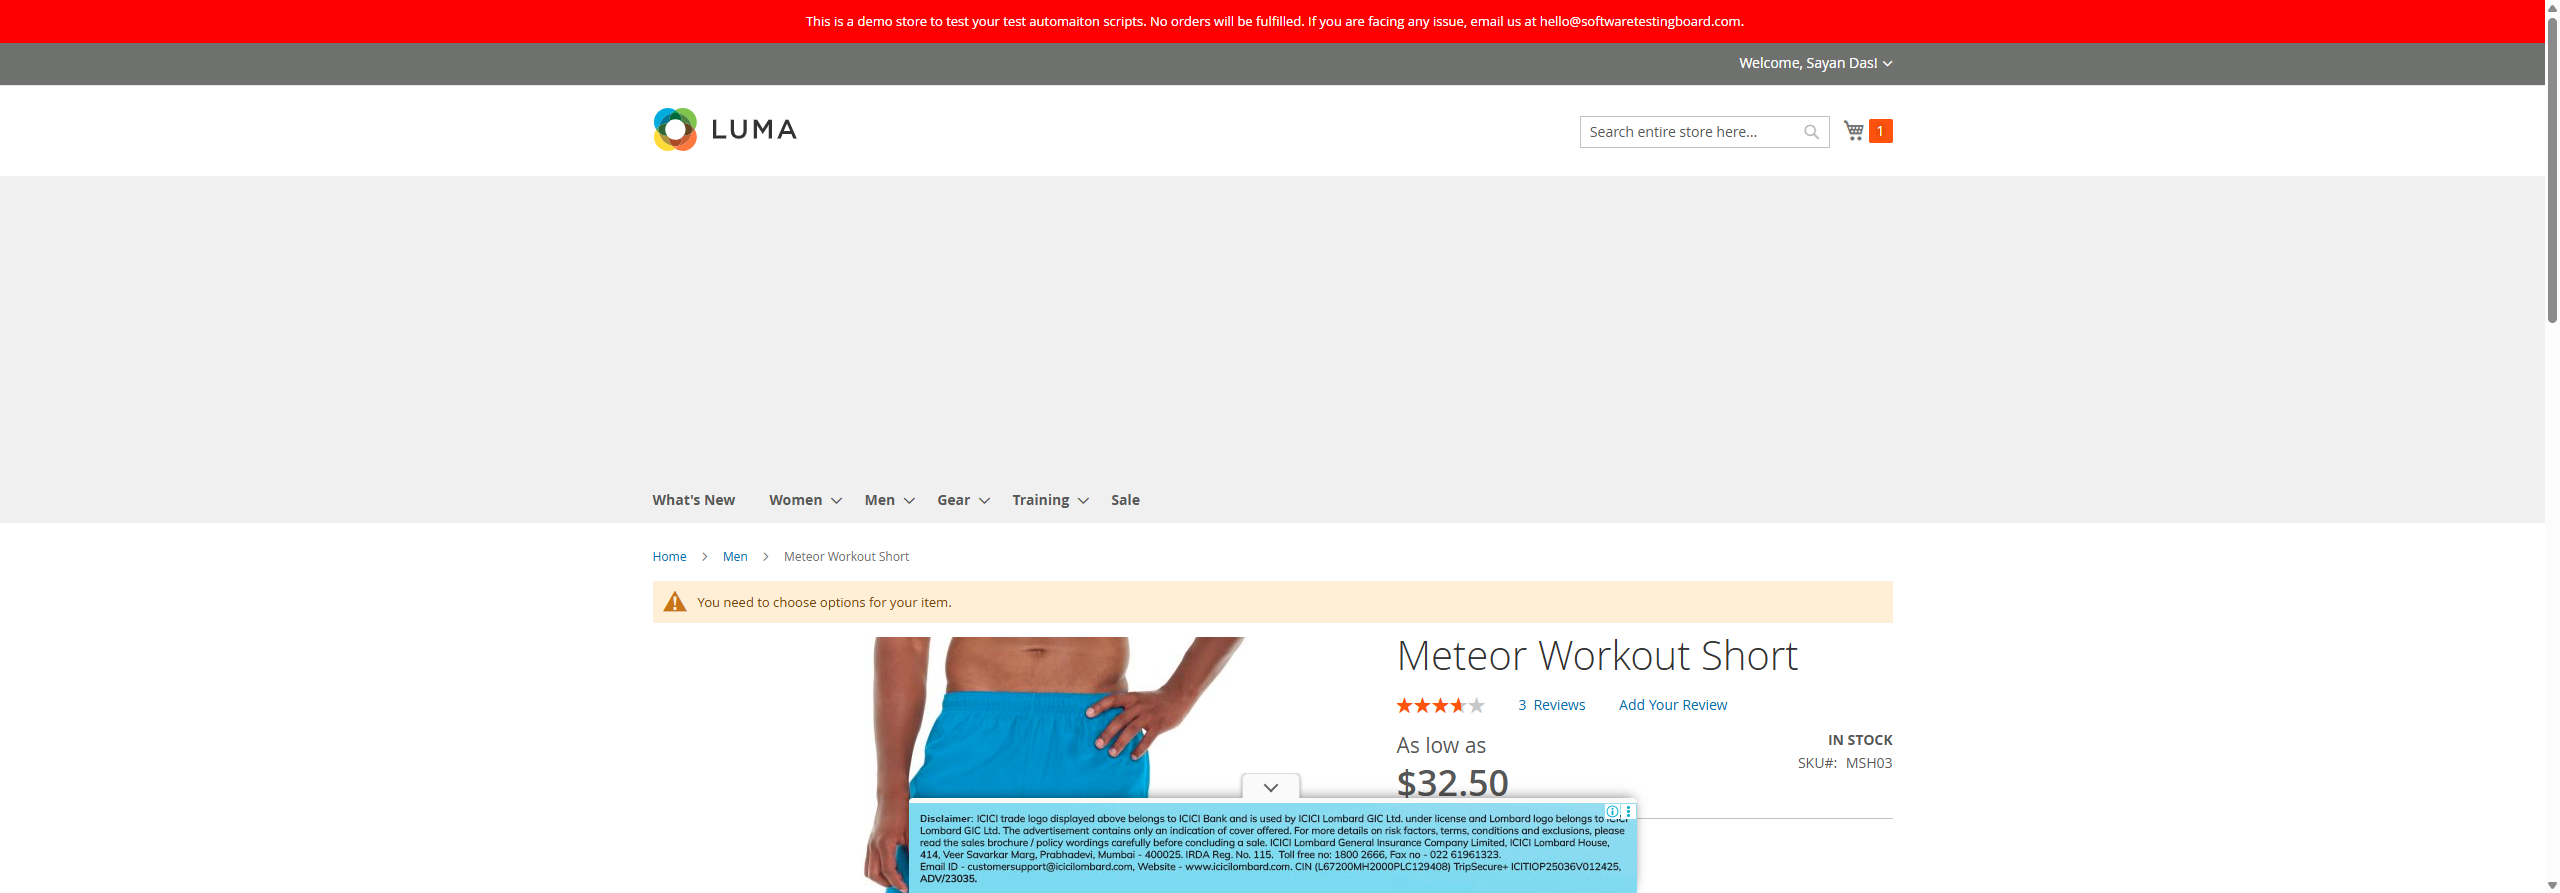 This is a demo store to test your test automaiton scripts. No orders will be fulfilled. If you are facing any issue, email us at hello@softwaretestingboard.com.
Welcome, Sayan Das!
LUMA
Search entire store here...
1
What's New Women Men Gear Training Sale
Home > Men > Meteor Workout Short
You need to choose options for your item.
Meteor Workout Short
3 Reviews Add Your Review
As low as
IN STOCK
$32.50
SKU#: MSH03
Disclaimer: ICICI trade logo displayed above belongs to ICICI Bank and is used by ICICI Lombard GIC Ltd. under license and Lombard logo belongs to ICICI
Lombard GIC Ltd. The advertisement contains only an indication of cover offered. For more details on risk factors, terms, conditions and exclusions, please
read the sales brochure / policy wordings carefully before concluding a sale. ICICI Lombard General Insurance Company Limited, ICICI Lombard House,
414, Veer Savarkar Marg, Prabhadevi, Mumbai - 400025. IRDA Reg. No. 115. Toll free no: 1800 2666, Fax no - 022 61961323.
Email ID - customersupport@icicilombard.com, Website - www.icicilombard.com. CIN (L67200MH2000PLC129408) TripSecure+ ICITIOP25036V012425,
ADV/23035.